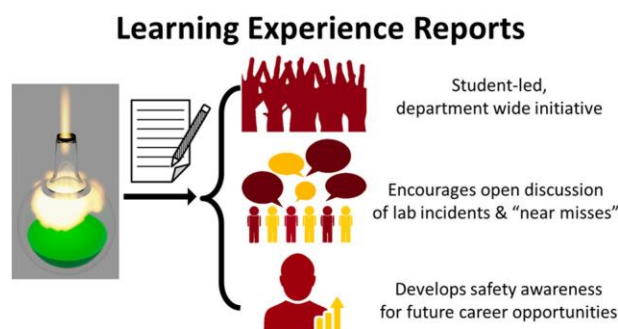 Learning Experience Reports
Student-led,
department wide initiative
Encourages open discussion
of lab incidents & “near misses”
Develops safety awareness
for future career opportunities